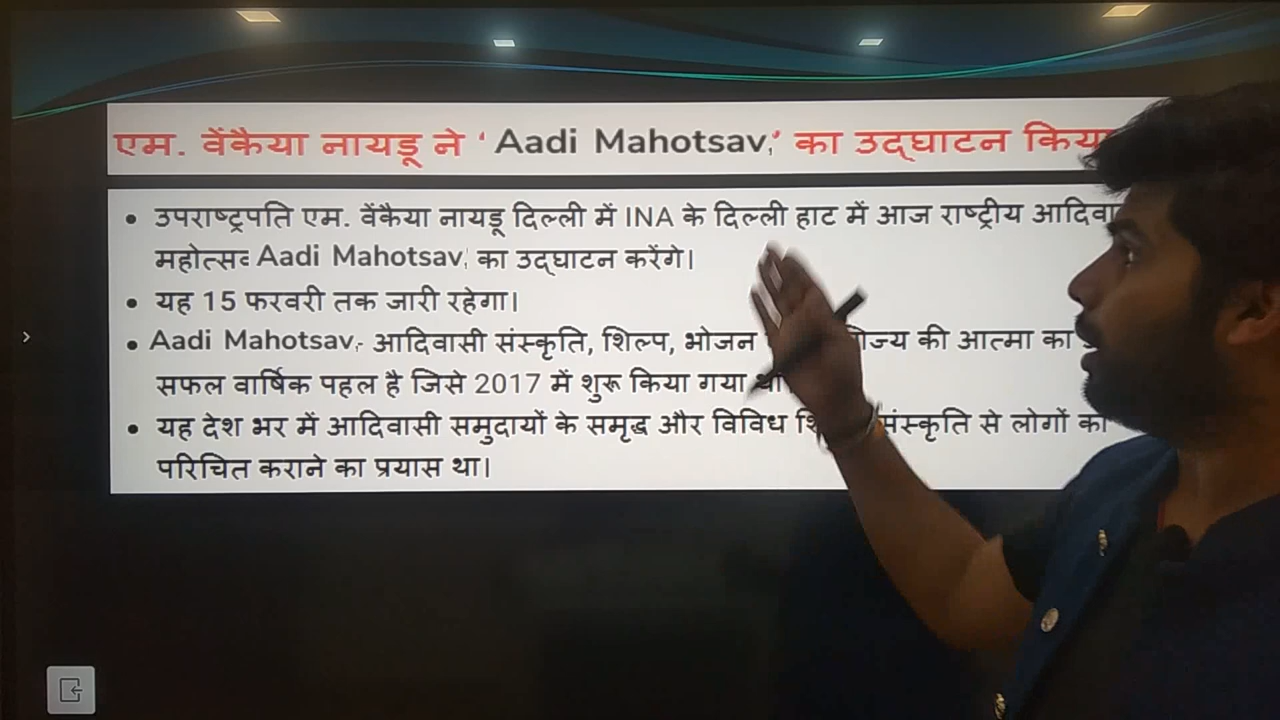 एम. वेंकैया नायडू ने ' Aadi Mahotsav,' का उद्घाटन
• उपराष्ट्रपति एम. वेंकैया नायडू दिल्ली में INA के दिल्ली हाट में आज राष्ट्रीय
महोत्सव Aadi Mahotsav, का उद्घाटन करेंगे।
• यह 15 फरवरी तक जारी रहेगा।
• Aadi Mahotsav,- आदिवासी संस्कृति, शिल्प, भोजन की आत्मा का
सफल वार्षिक पहल है जिसे 2017 में शुरू किया गया था
• यह देश भर में आदिवासी समुदायों के समृद्ध और विविध संस्कृति से लोगों को
परिचित कराने का प्रयास था।